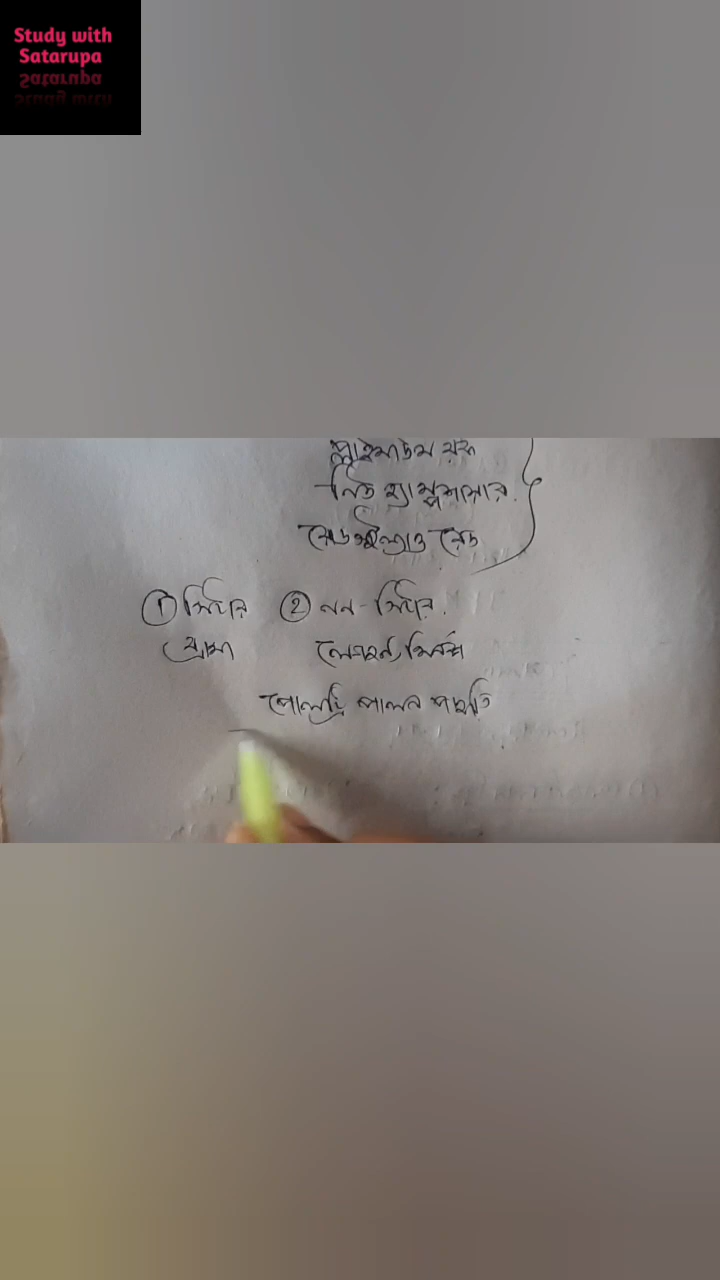 Study with
Satarupa
প্লাইমাউথ রক
নিউ হ্যাম্পশায়ার
রোড আইল্যান্ড রেড
① সিটার ② নন-সিটার
ব্রামা লেগহর্ন, মিনর্কা
পোলট্রি পালন পদ্ধতি